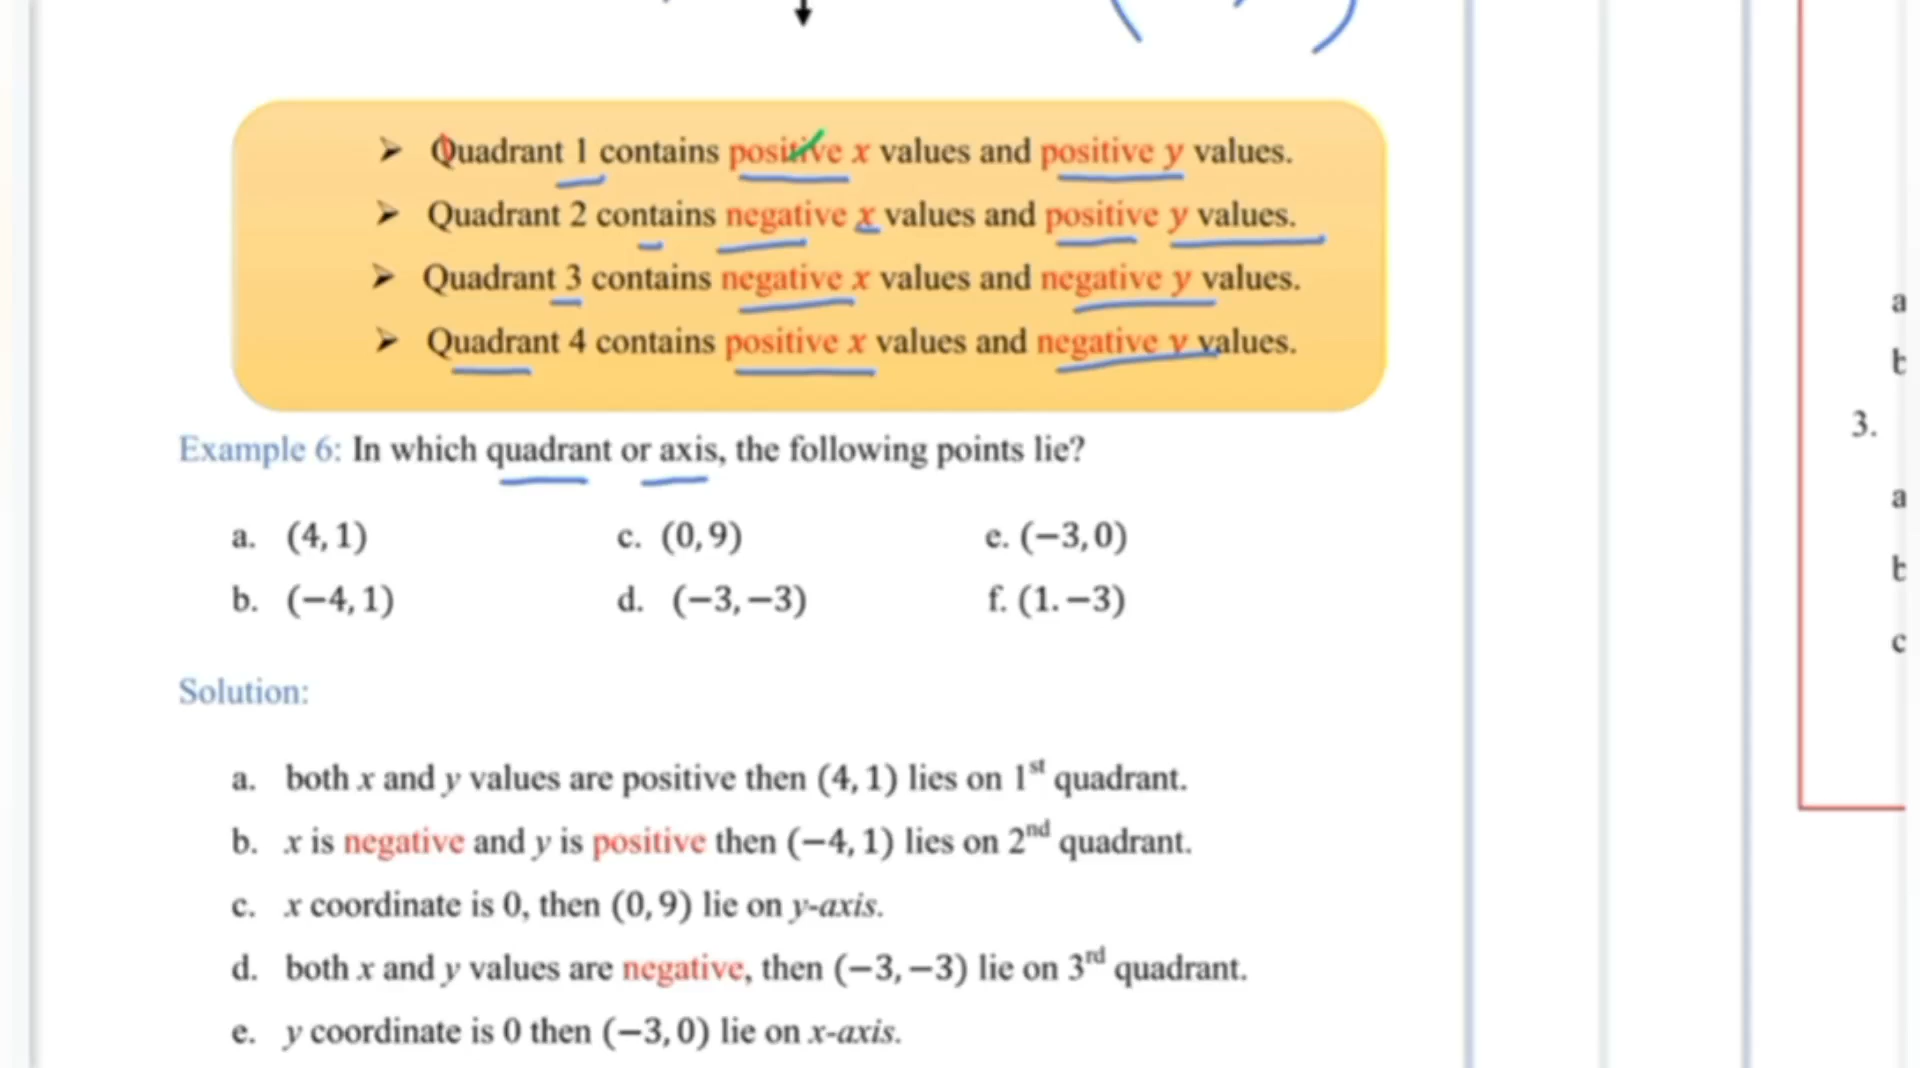 ➢ Quadrant 1 contains positive x values and positive y values.
➢ Quadrant 2 contains negative x values and positive y values.
➢ Quadrant 3 contains negative x values and negative y values.
➢ Quadrant 4 contains positive x values and negative y values.
Example 6: In which quadrant or axis, the following points lie?
a. (4, 1) c. (0, 9) e. (−3, 0)
b. (−4, 1) d. (−3, −3) f. (1. −3)
Solution:
a. both x and y values are positive then (4, 1) lies on 1st quadrant.
b. x is negative and y is positive then (−4, 1) lies on 2nd quadrant.
c. x coordinate is 0, then (0, 9) lie on y-axis.
d. both x and y values are negative, then (−3, −3) lie on 3rd quadrant.
e. y coordinate is 0 then (−3, 0) lie on x-axis.
a
3.
a
c